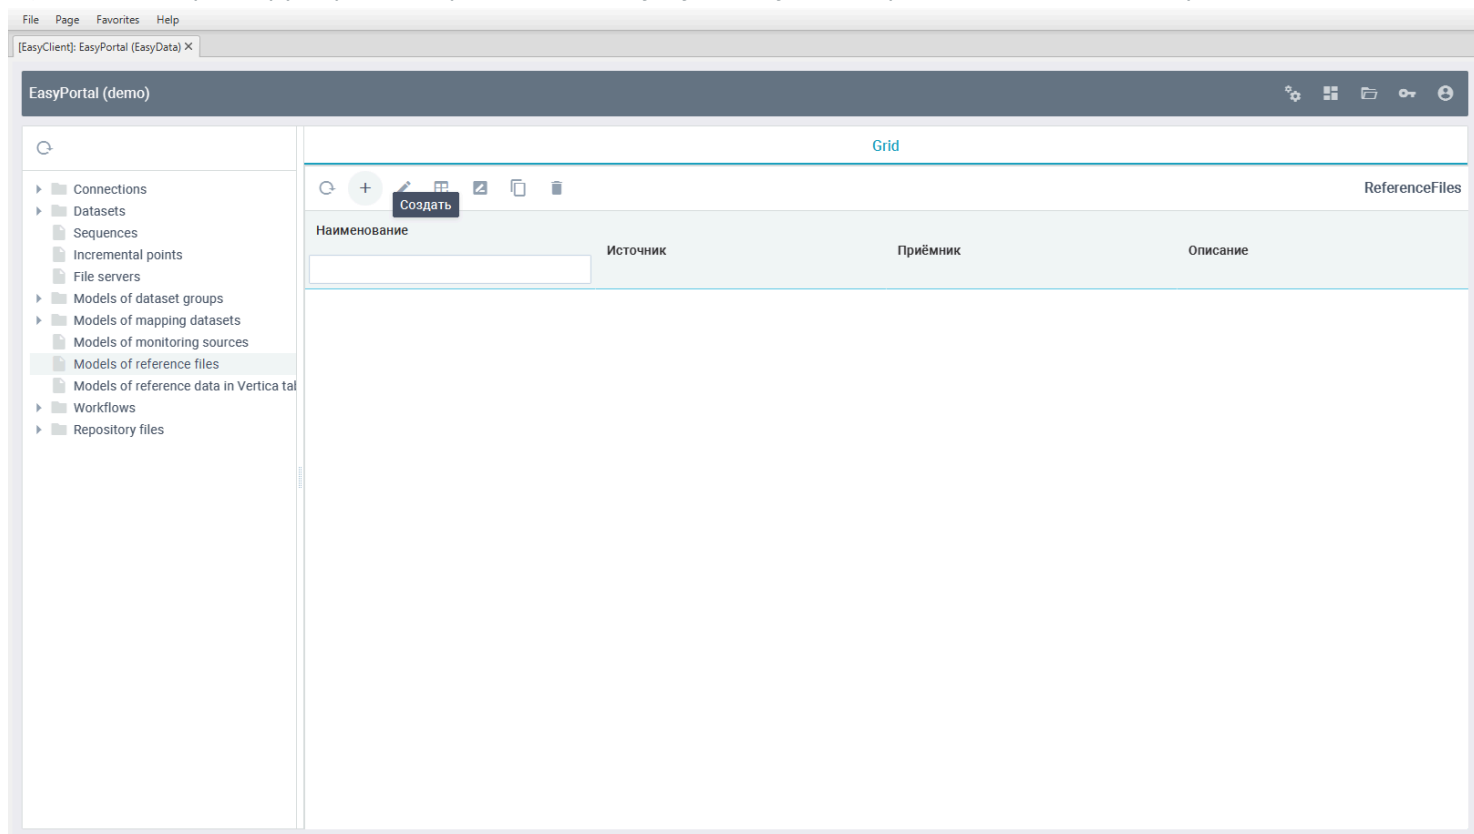 File Page Favorites Help
[EasyClient]: EasyPortal (EasyData) ✕
EasyPortal (demo)
Grid
Connections
Datasets
Sequences
Incremental points
File servers
Models of dataset groups
Models of mapping datasets
Models of monitoring sources
Models of reference files
Models of reference data in Vertica tal
Workflows
Repository files
Создать
ReferenceFiles
Наименование
Источник
Приёмник
Описание